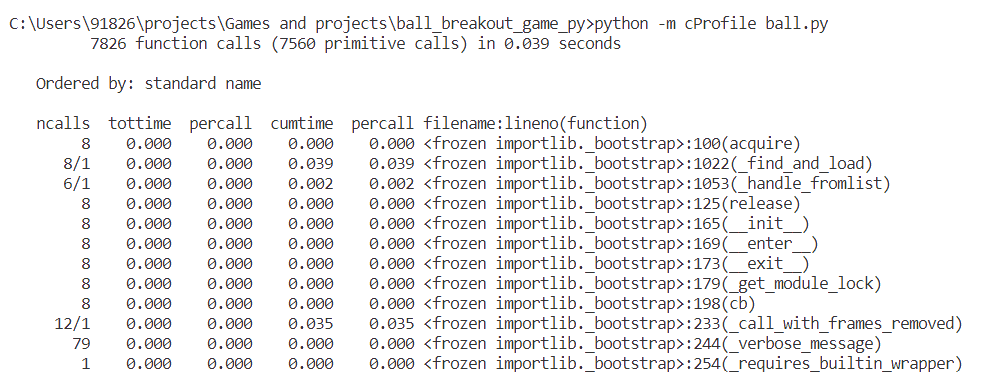 C:\Users\91826\projects\Games and projects\ball_breakout_game_py>python -m cProfile ball.py
7826 function calls (7560 primitive calls) in 0.039 seconds
Ordered by: standard name
ncalls tottime percall cumtime percall filename:lineno(function)
8 0.000 0.000 0.000 0.000 <frozen importlib._bootstrap>:100(acquire)
8/1 0.000 0.000 0.039 0.039 <frozen importlib._bootstrap>:1022(_find_and_load)
6/1 0.000 0.000 0.002 0.002 <frozen importlib._bootstrap>:1053(_handle_fromlist)
8 0.000 0.000 0.000 0.000 <frozen importlib._bootstrap>:125(release)
8 0.000 0.000 0.000 0.000 <frozen importlib._bootstrap>:165(__init__)
8 0.000 0.000 0.000 0.000 <frozen importlib._bootstrap>:169(__enter__)
8 0.000 0.000 0.000 0.000 <frozen importlib._bootstrap>:173(__exit__)
8 0.000 0.000 0.000 0.000 <frozen importlib._bootstrap>:179(_get_module_lock)
8 0.000 0.000 0.000 0.000 <frozen importlib._bootstrap>:198(cb)
12/1 0.000 0.000 0.035 0.035 <frozen importlib._bootstrap>:233(_call_with_frames_removed)
79 0.000 0.000 0.000 0.000 <frozen importlib._bootstrap>:244(_verbose_message)
1 0.000 0.000 0.000 0.000 <frozen importlib._bootstrap>:254(_requires_builtin_wrapper)